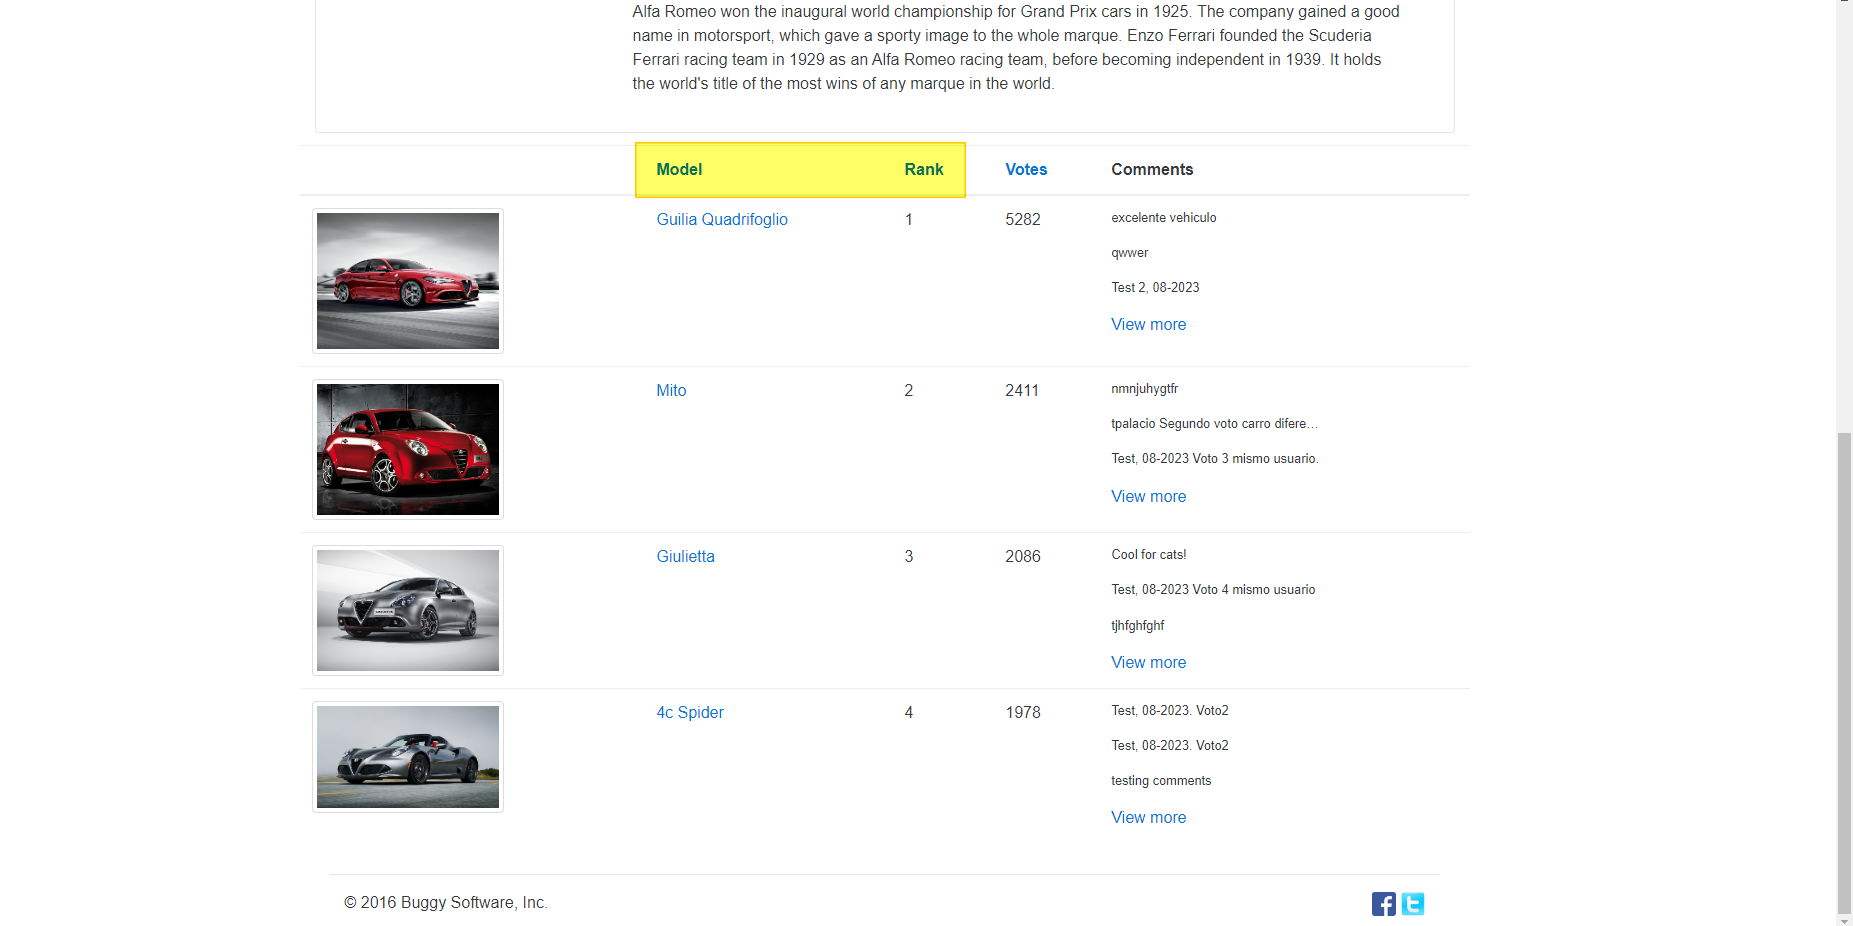 Alfa Romeo won the inaugural world championship for Grand Prix cars in 1925. The company gained a good
name in motorsport, which gave a sporty image to the whole marque. Enzo Ferrari founded the Scuderia
Ferrari racing team in 1929 as an Alfa Romeo racing team, before becoming independent in 1939. It holds
the world's title of the most wins of any marque in the world.
Model Rank Votes Comments
Guilia Quadrifoglio 1 5282 excelente vehiculo
qwwer
Test 2, 08-2023
View more
Mito 2 2411 nmnjuhygtfr
tpalacio Segundo voto carro difere…
Test, 08-2023 Voto 3 mismo usuario.
View more
Giulietta 3 2086 Cool for cats!
Test, 08-2023 Voto 4 mismo usuario
tjhfghfghf
View more
4c Spider 4 1978 Test, 08-2023. Voto2
Test, 08-2023. Voto2
testing comments
View more
© 2016 Buggy Software, Inc.